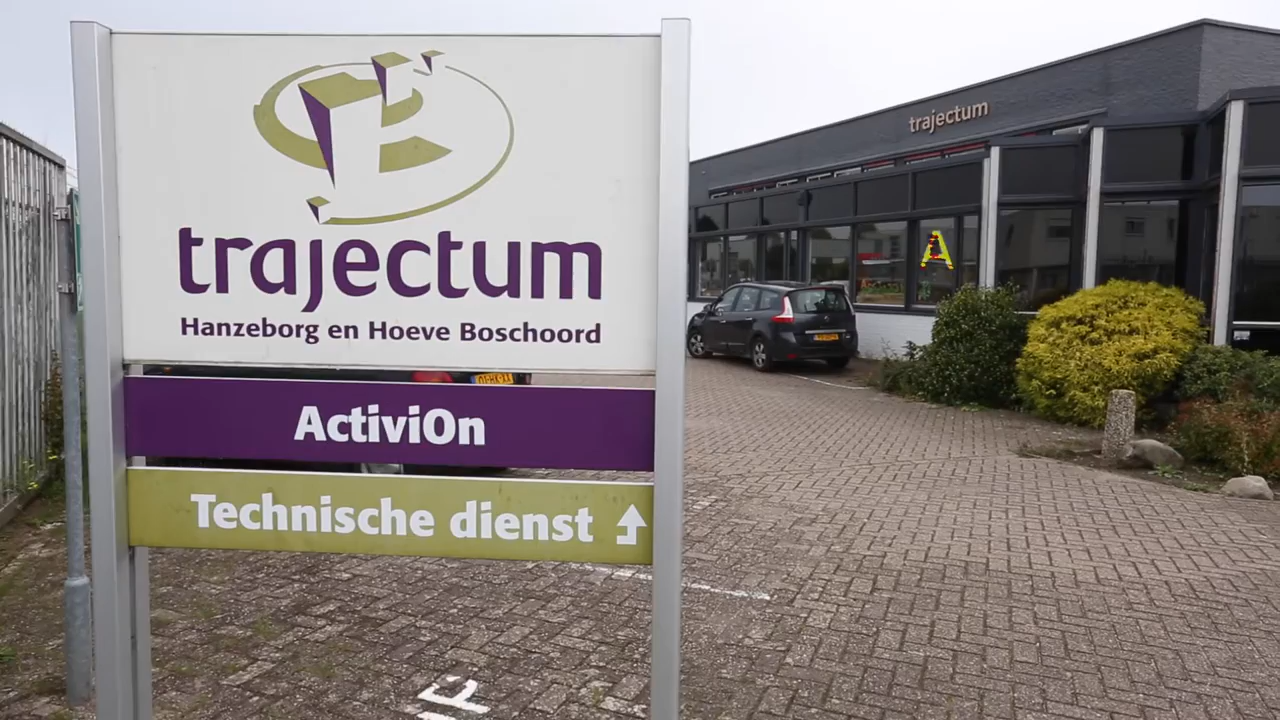 trajectum
Hanzeborg en Hoeve Boschoord
ActiviOn
Technische dienst
trajectum
A